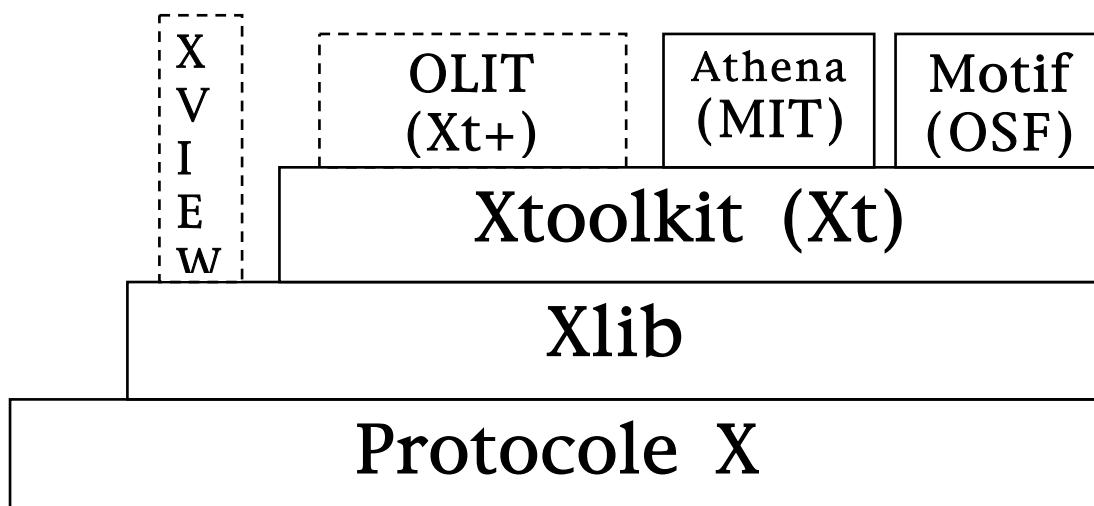 X
V
I
E
W
OLIT
(Xt+)
Athena
(MIT)
Motif
(OSF)
Xtoolkit (Xt)
Xlib
Protocole X